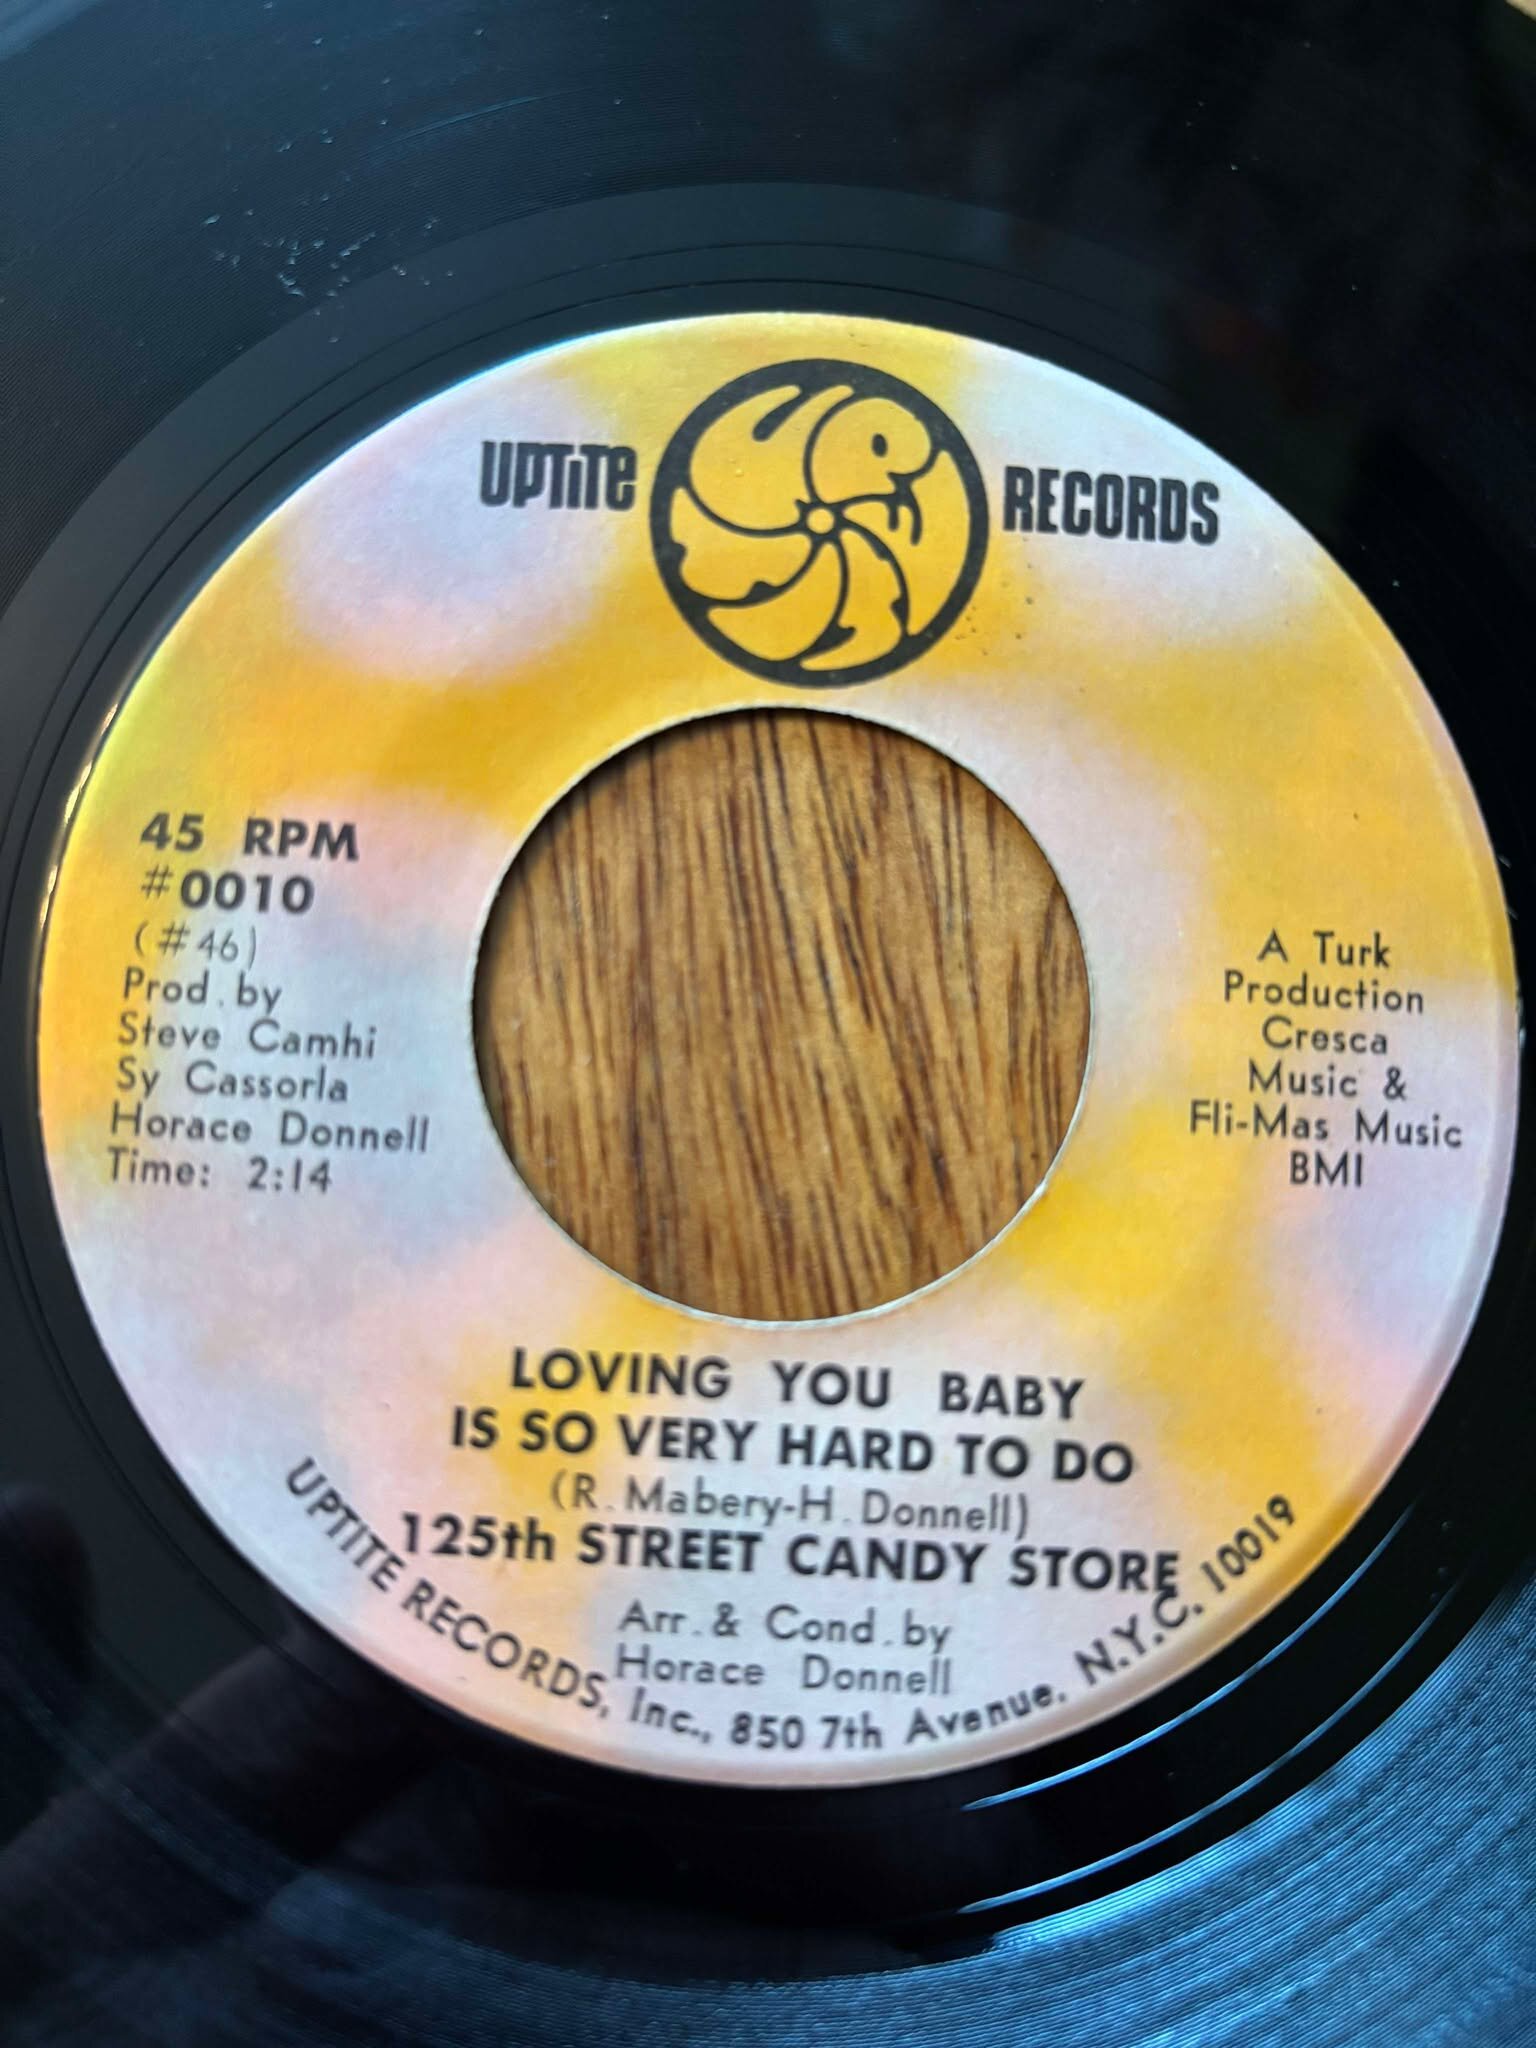 UPTITE RECORDS
45 RPM
#0010
(#46)
Prod. by
Steve Camhi
Sy Cassorla
Horace Donnell
Time: 2:14
A Turk
Production
Cresca
Music &
Fli-Mas Music
BMI
LOVING YOU BABY
IS SO VERY HARD TO DO
(R. Mabery-H. Donnell)
125th STREET CANDY STORE
Arr. & Cond. by
Horace Donnell
UPTITE RECORDS, Inc., 850 7th Avenue, N.Y.C. 10019